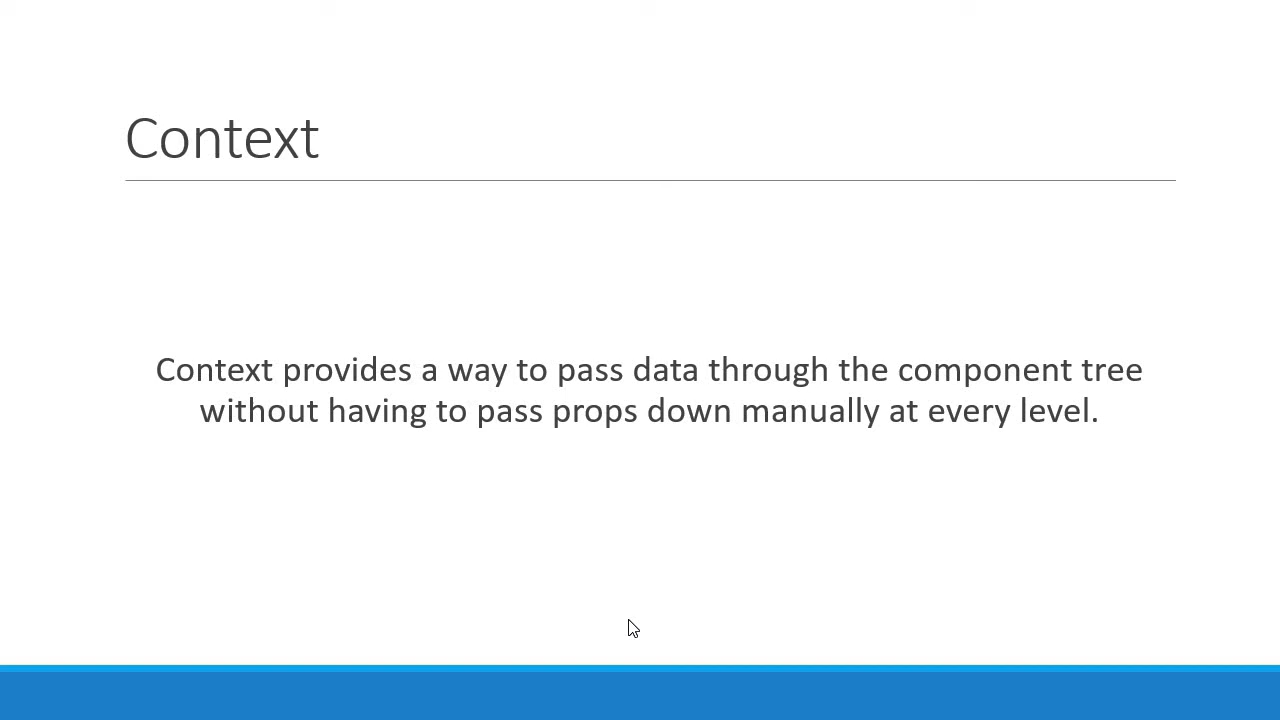 Context
Context provides a way to pass data through the component tree
without having to pass props down manually at every level.